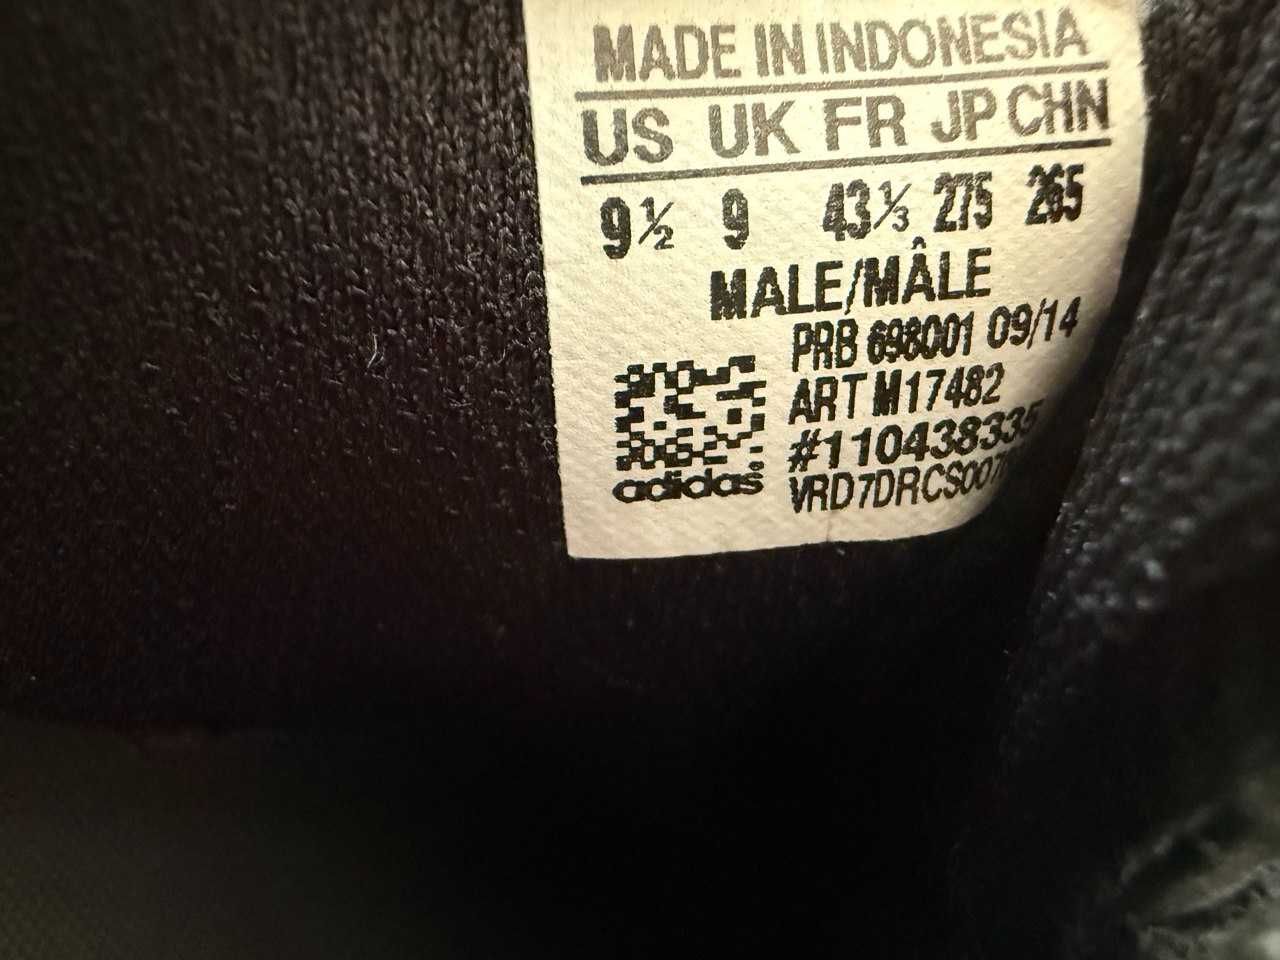 MADE IN INDONESIA
US UK FR JP CHN
9½ 9 43⅓ 275 265
MALE/MÂLE
PRB 698001 09/14
ART M17482
#110438335
adidas®